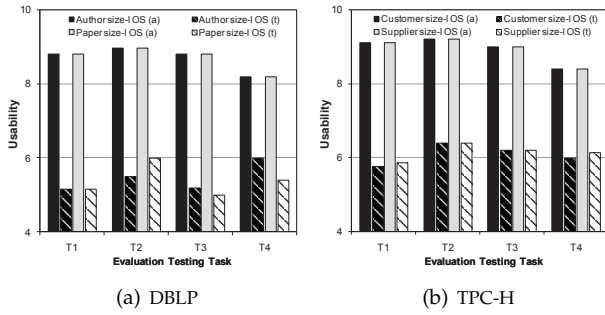 10
Author size-l OS (a)
Author size-l OS (t)
Paper size-l OS (a)
Paper size-l OS (t)
8
6
4
Usability
T1
T2
T3
T4
Evaluation Testing Task
(a) DBLP
10
Customer size-l OS (a)
Customer size-l OS (t)
Supplier size-l OS (a)
Supplier size-l OS (t)
8
6
4
Usability
T1
T2
T3
T4
Evaluation Testing Task
(b) TPC-H